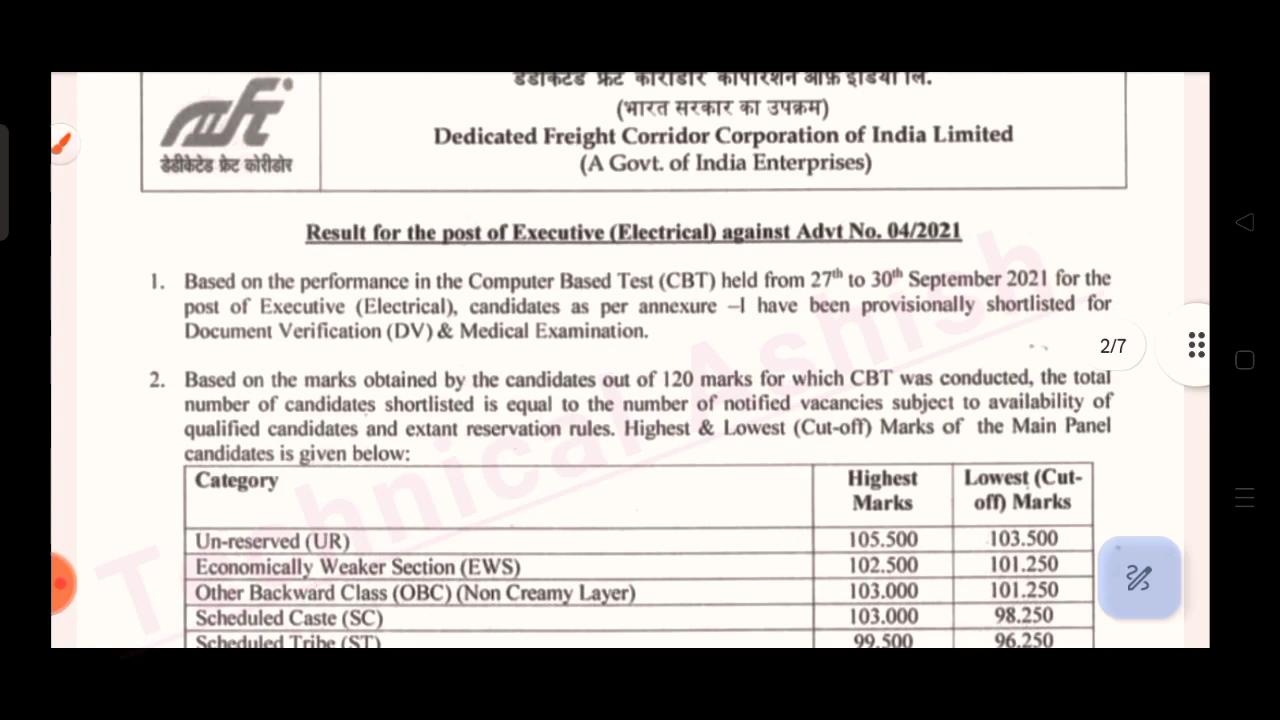 डेडीकेटेड फ्रेट कोरीडोर कॉर्पोरेशन ऑफ़ इंडिया लि.
(भारत सरकार का उपक्रम)
Dedicated Freight Corridor Corporation of India Limited
(A Govt. of India Enterprises)
डेडीकेटेड फ्रेट कोरीडोर
Result for the post of Executive (Electrical) against Advt No. 04/2021
1. Based on the performance in the Computer Based Test (CBT) held from 27th to 30th September 2021 for the
post of Executive (Electrical), candidates as per annexure –I have been provisionally shortlisted for
Document Verification (DV) & Medical Examination.
2/7
2. Based on the marks obtained by the candidates out of 120 marks for which CBT was conducted, the total
number of candidates shortlisted is equal to the number of notified vacancies subject to availability of
qualified candidates and extant reservation rules. Highest & Lowest (Cut-off) Marks of the Main Panel
candidates is given below:
Category Highest Marks Lowest (Cut-off) Marks
Un-reserved (UR) 105.500 103.500
Economically Weaker Section (EWS) 102.500 101.250
Other Backward Class (OBC) (Non Creamy Layer) 103.000 101.250
Scheduled Caste (SC) 103.000 98.250
Scheduled Tribe (ST) 99.500 96.250
Technical Ashish